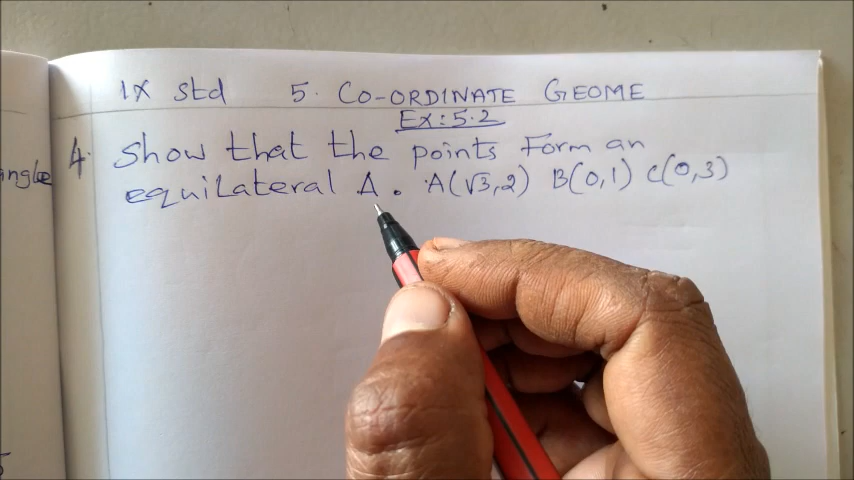 IX Std 5. CO-ORDINATE GEOME
Ex: 5.2
4. Show that the points Form an
equilateral Δ. A(√3,2) B(0,1) C(0,3)
angle